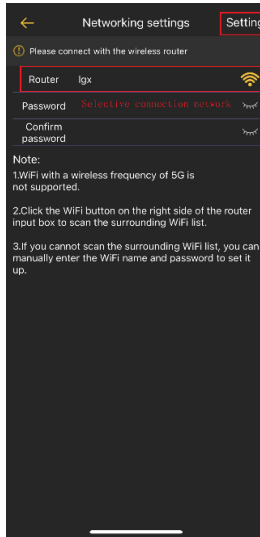 Networking settings Setting
Please connect with the wireless router
Router lgx
Password Selective connection network
Confirm
password
Note:
1.WiFi with a wireless frequency of 5G is
not supported.
2.Click the WiFi button on the right side of the router
input box to scan the surrounding WiFi list.
3.If you cannot scan the surrounding WiFi list, you can
manually enter the WiFi name and password to set it
up.